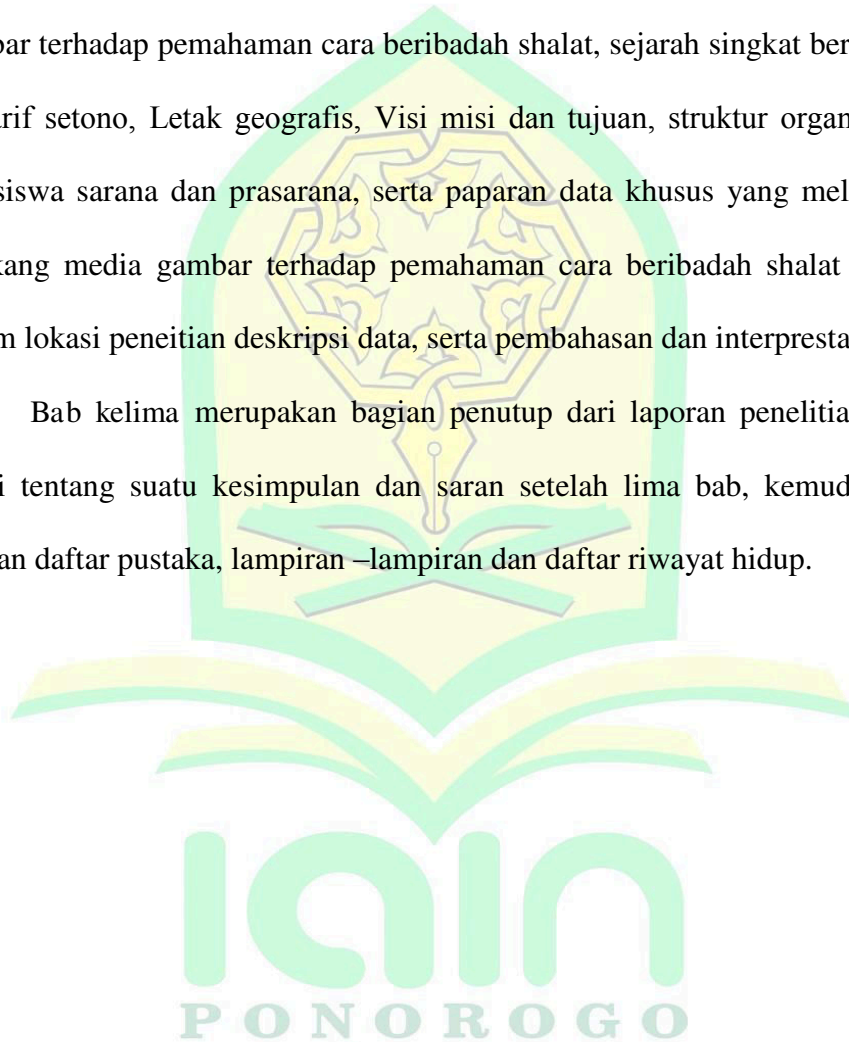 bar terhadap pemahaman cara beribadah shalat, sejarah singkat ber
arif setono, Letak geografis, Visi misi dan tujuan, struktur organ
siswa sarana dan prasarana, serta paparan data khusus yang mel
kang media gambar terhadap pemahaman cara beribadah shalat
m lokasi peneitian deskripsi data, serta pembahasan dan interpresta
Bab kelima merupakan bagian penutup dari laporan penelitia
i tentang suatu kesimpulan dan saran setelah lima bab, kemud
an daftar pustaka, lampiran –lampiran dan daftar riwayat hidup.
iain
PONOROGO